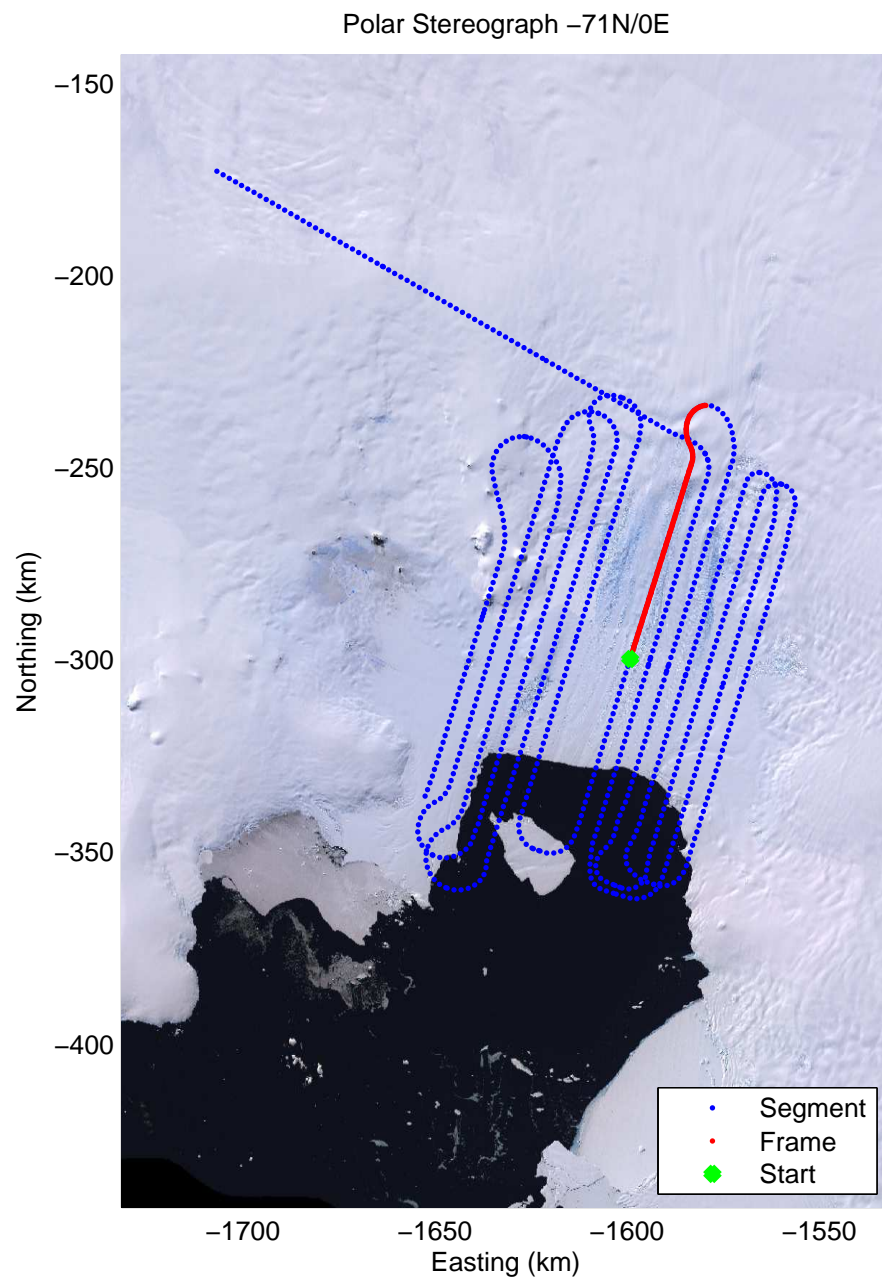 Polar Stereograph −71N/0E
−150
−200
−250
−300
−350
−400
Northing (km)
−1700
−1650
−1600
−1550
Easting (km)
Segment
Frame
Start